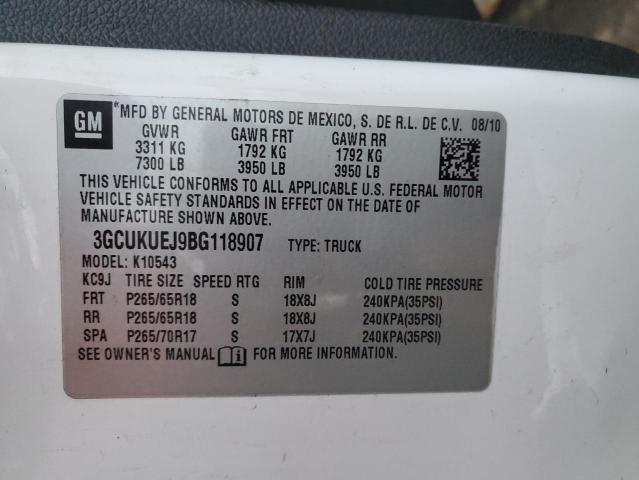 GM
*MFD BY GENERAL MOTORS DE MEXICO, S. DE R.L. DE C.V. 08/10
GVWR GAWR FRT GAWR RR
3311 KG 1792 KG 1792 KG
7300 LB 3950 LB 3950 LB
THIS VEHICLE CONFORMS TO ALL APPLICABLE U.S. FEDERAL MOTOR
VEHICLE SAFETY STANDARDS IN EFFECT ON THE DATE OF
MANUFACTURE SHOWN ABOVE.
3GCUKUEJ9BG118907 TYPE: TRUCK
MODEL: K10543
KC9J TIRE SIZE SPEED RTG RIM COLD TIRE PRESSURE
FRT P265/65R18 S 18X8J 240KPA(35PSI)
RR P265/65R18 S 18X8J 240KPA(35PSI)
SPA P265/70R17 S 17X7J 240KPA(35PSI)
SEE OWNER'S MANUAL FOR MORE INFORMATION.